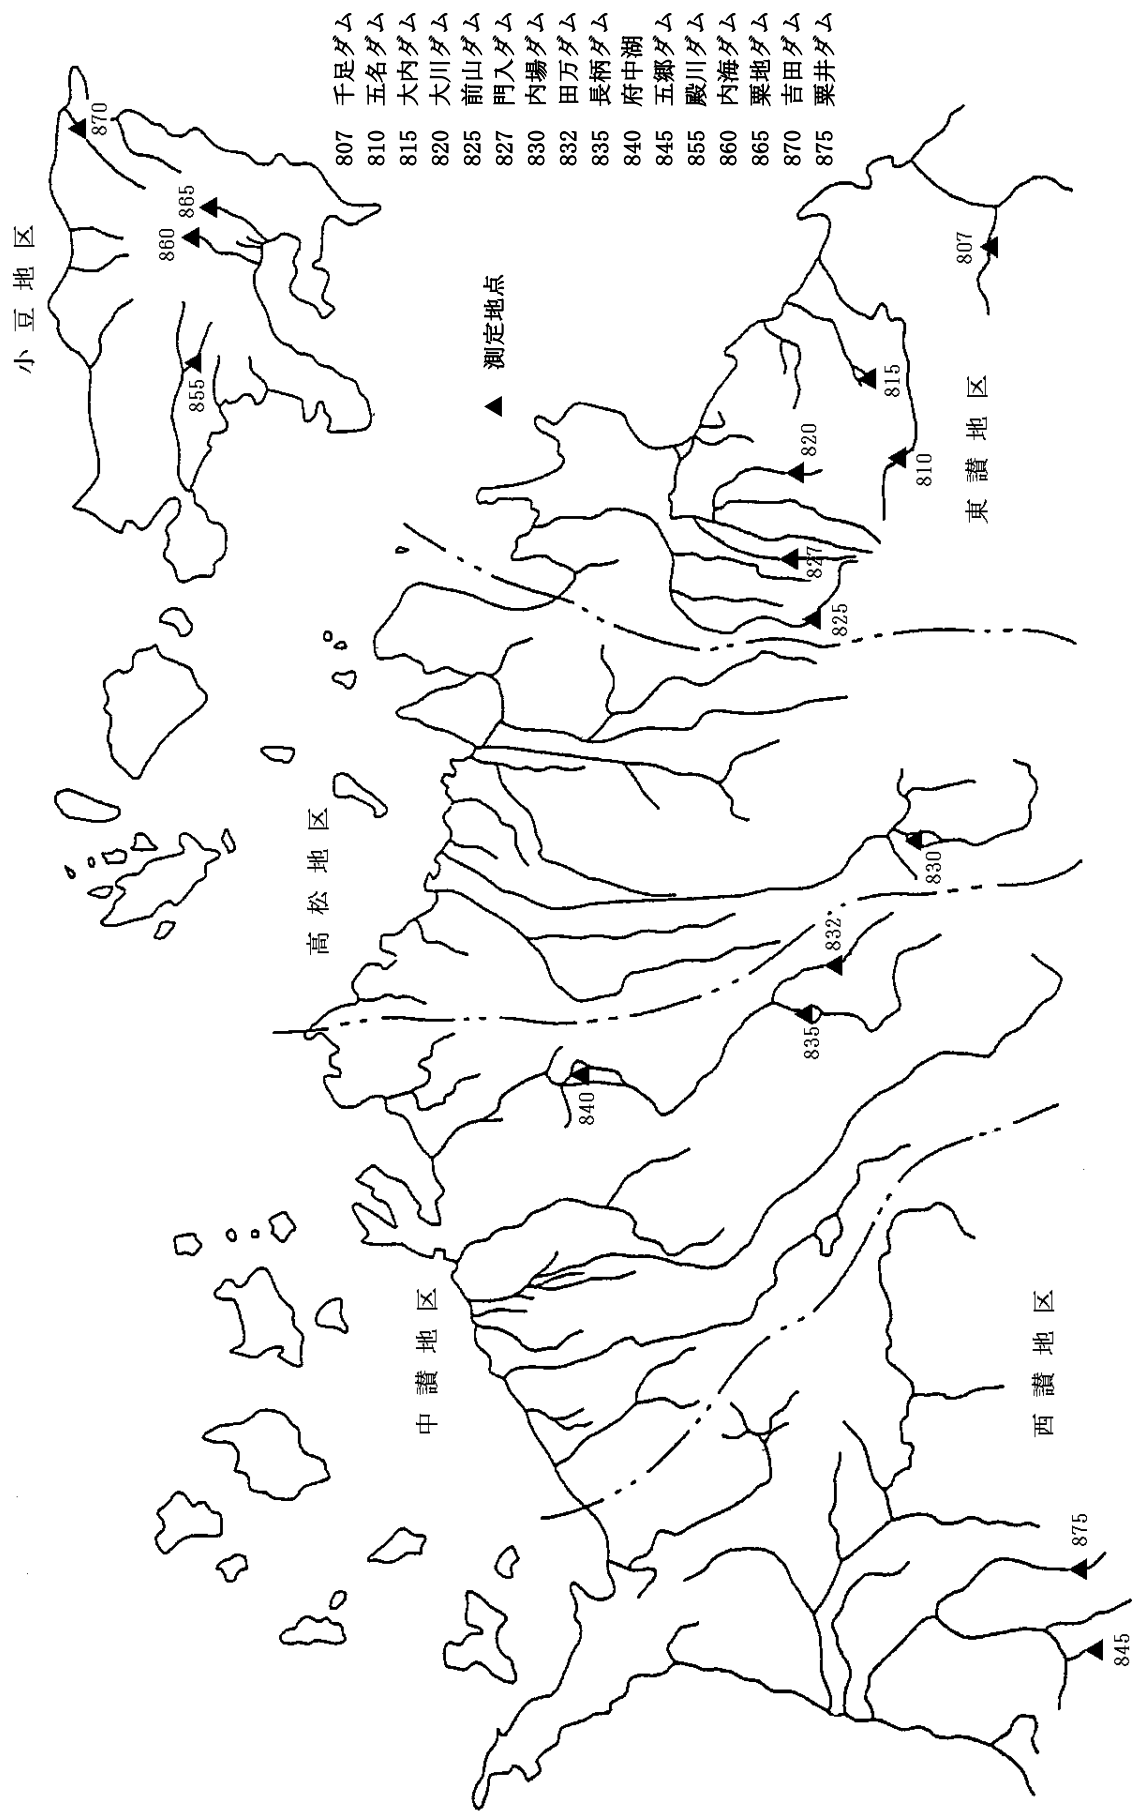 小豆地区
870
865
860
855
807 千足ダム
810 五名ダム
815 大内ダム
820 大川ダム
825 前山ダム
827 門入ダム
830 内場ダム
832 田万ダム
835 長柄ダム
840 府中湖
845 五郷ダム
855 殿川ダム
860 内海ダム
865 粟地ダム
870 吉田ダム
875 粟井ダム
▲ 測定地点
高松地区
807
815
820
810
827
825
東讃地区
830
832
835
840
中讃地区
西讃地区
875
845